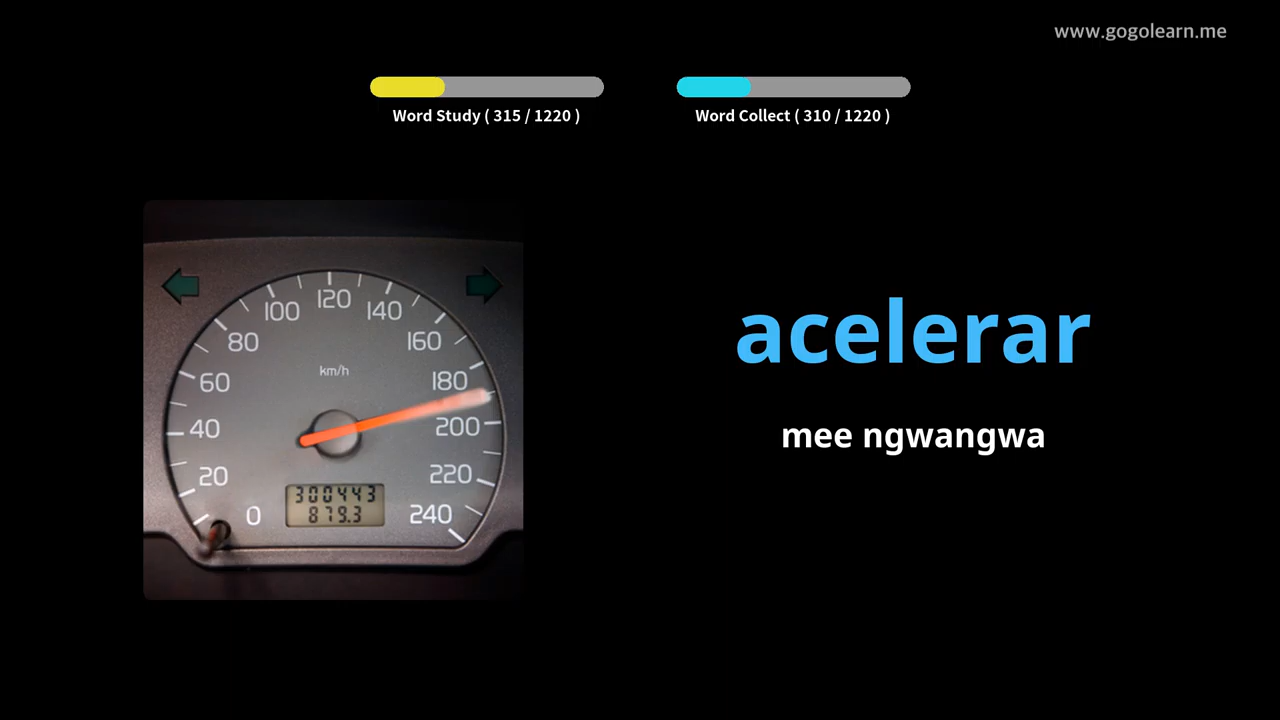 www.gogolearn.me
Word Study ( 315 / 1220 )
Word Collect ( 310 / 1220 )
120
100
140
80
160
km/h
60
180
40
200
20
220
300443
879.3
0
240
acelerar
mee ngwangwa